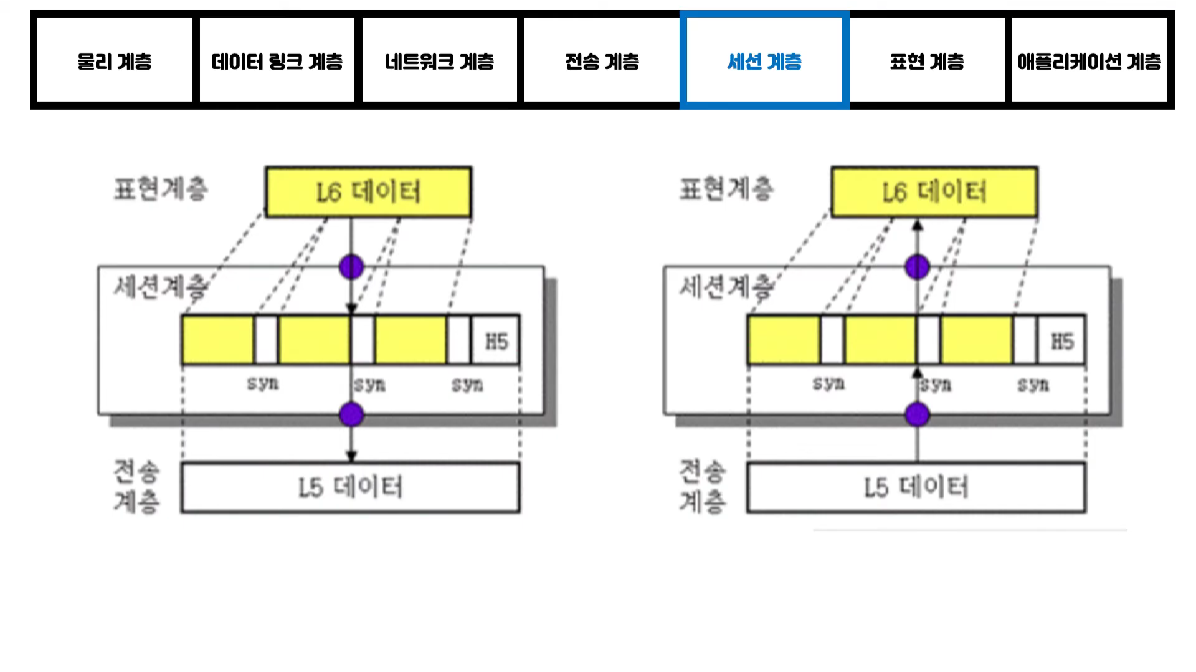 물리 계층
데이터 링크 계층
네트워크 계층
전송 계층
세션 계층
표현 계층
애플리케이션 계층
표현계층
L6 데이터
세션계층
H5
syn
syn
syn
전송
계층
L5 데이터
표현계층
L6 데이터
세션계층
H5
syn
syn
syn
전송
계층
L5 데이터